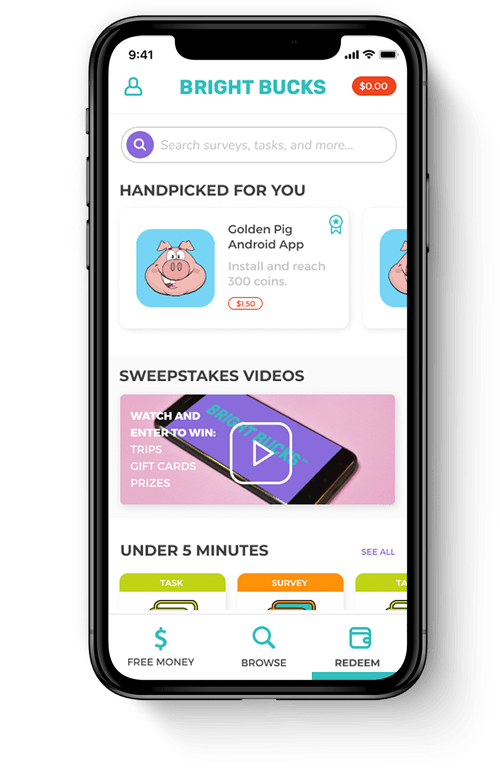 9:41
BRIGHT BUCKS
$0.00
Search surveys, tasks, and more...
HANDPICKED FOR YOU
Golden Pig
Android App
Install and reach
300 coins.
$1.50
SWEEPSTAKES VIDEOS
WATCH AND
ENTER TO WIN:
TRIPS
GIFT CARDS
PRIZES
BRIGHT BUCKS
UNDER 5 MINUTES
SEE ALL
TASK
SURVEY
TA
FREE MONEY
BROWSE
REDEEM